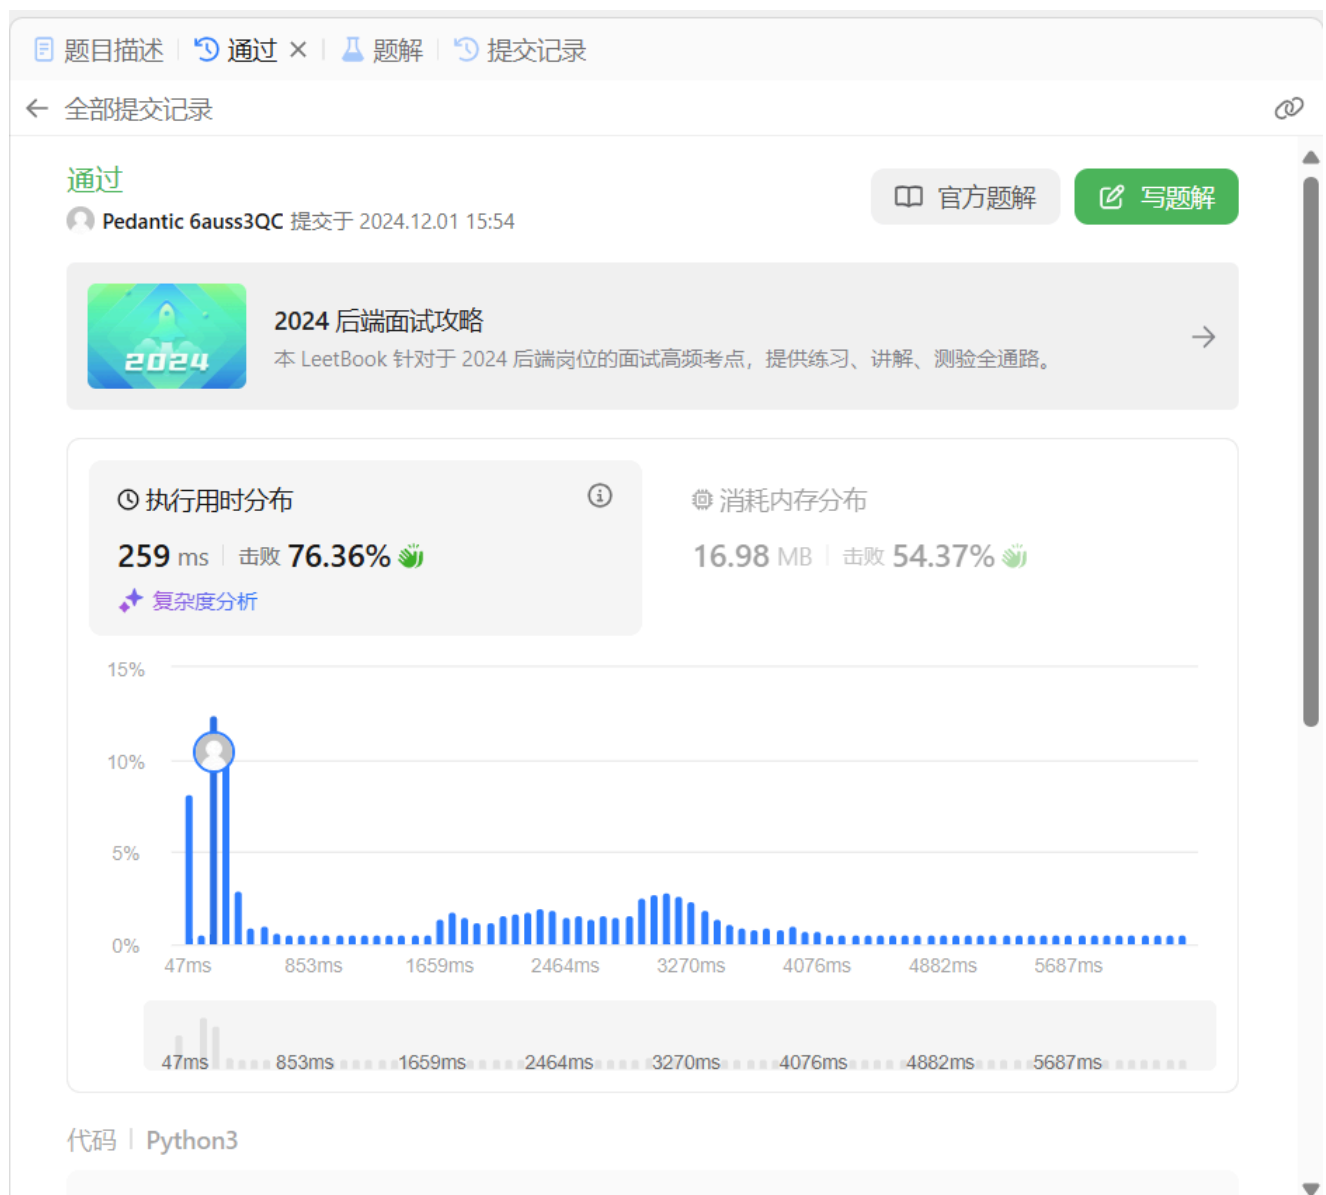 题目描述 通过 题解 提交记录
全部提交记录
通过
官方题解 写题解
Pedantic 6auss3QC 提交于 2024.12.01 15:54
2024
2024 后端面试攻略
本 LeetBook 针对于 2024 后端岗位的面试高频考点，提供练习、讲解、测验全通路。
执行用时分布
259 ms 击败 76.36%
复杂度分析
消耗内存分布
16.98 MB 击败 54.37%
15%
10%
5%
0%
47ms 853ms 1659ms 2464ms 3270ms 4076ms 4882ms 5687ms
47ms 853ms 1659ms 2464ms 3270ms 4076ms 4882ms 5687ms
代码 Python3